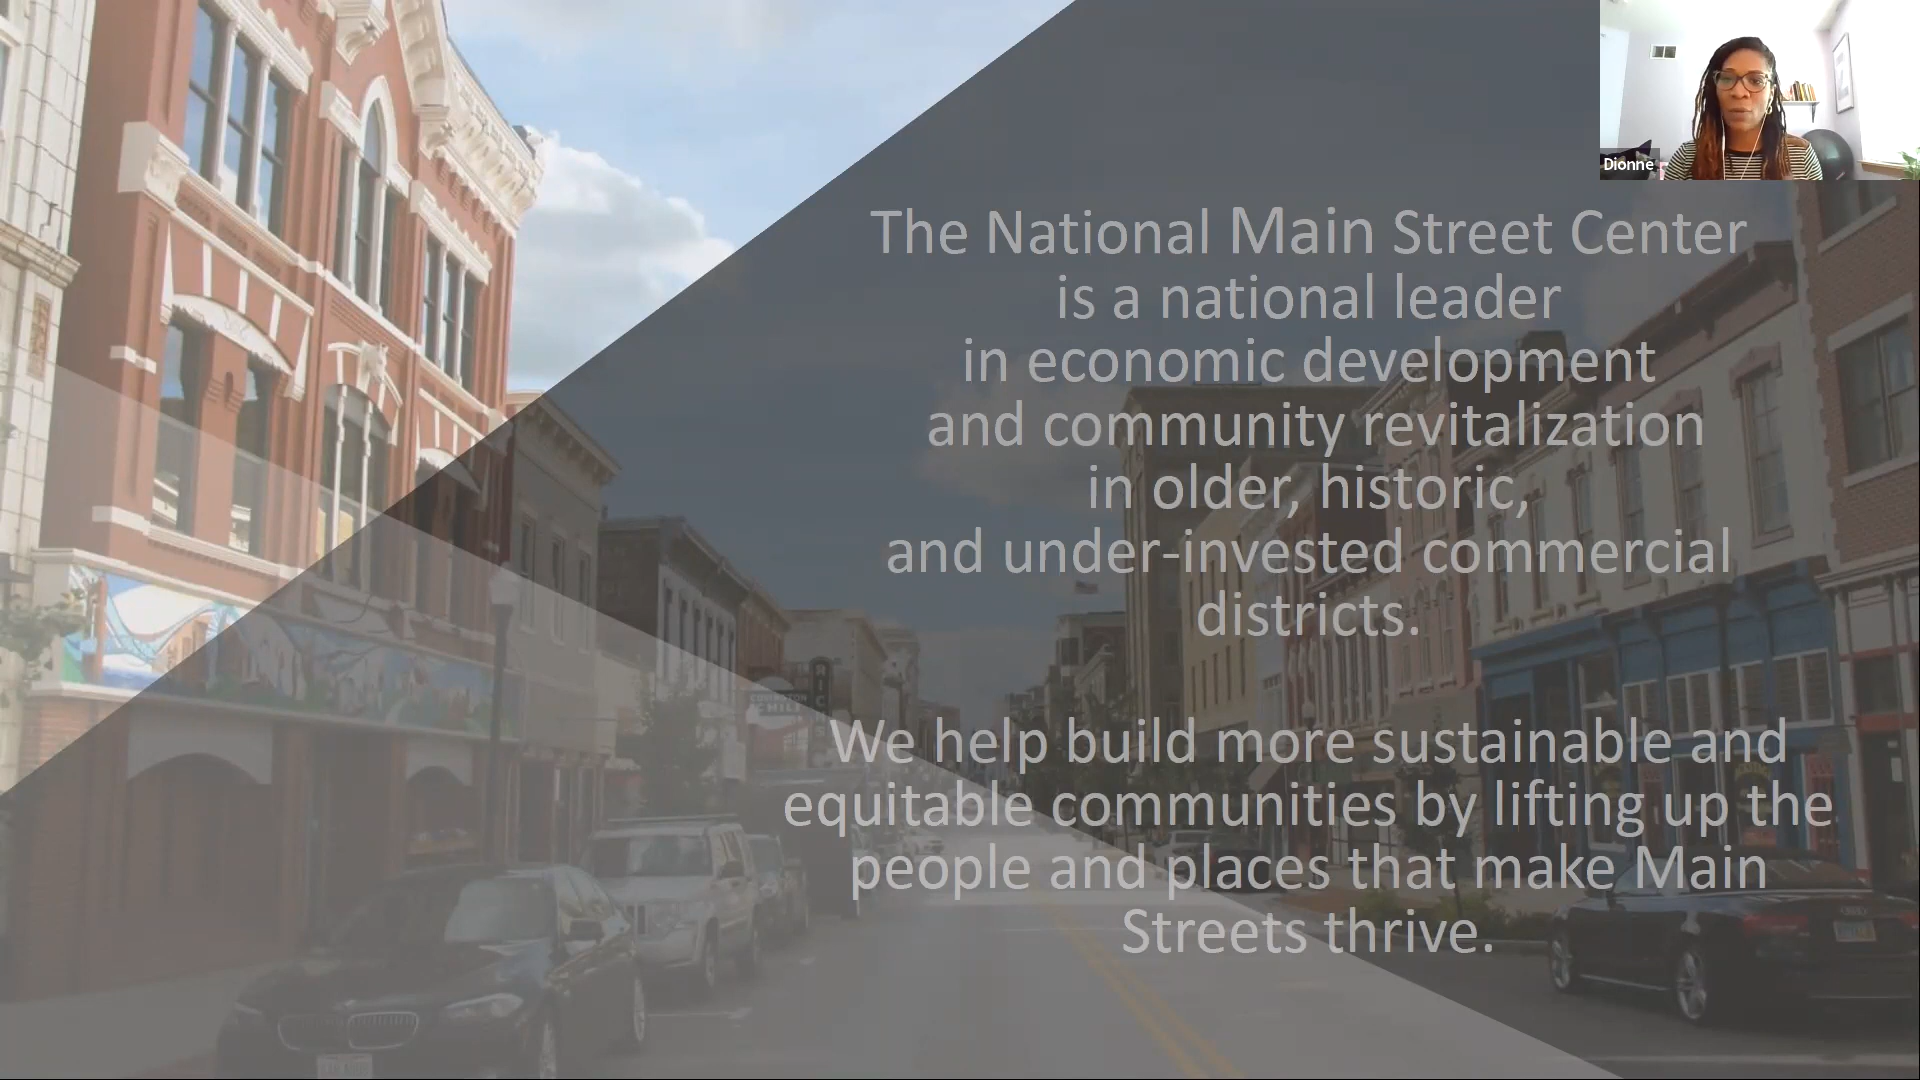 Dionne
The National Main Street Center
is a national leader
in economic development
and community revitalization
in older, historic,
and under-invested commercial
districts.
We help build more sustainable and
equitable communities by lifting up the
people and places that make Main
Streets thrive.
CHILI